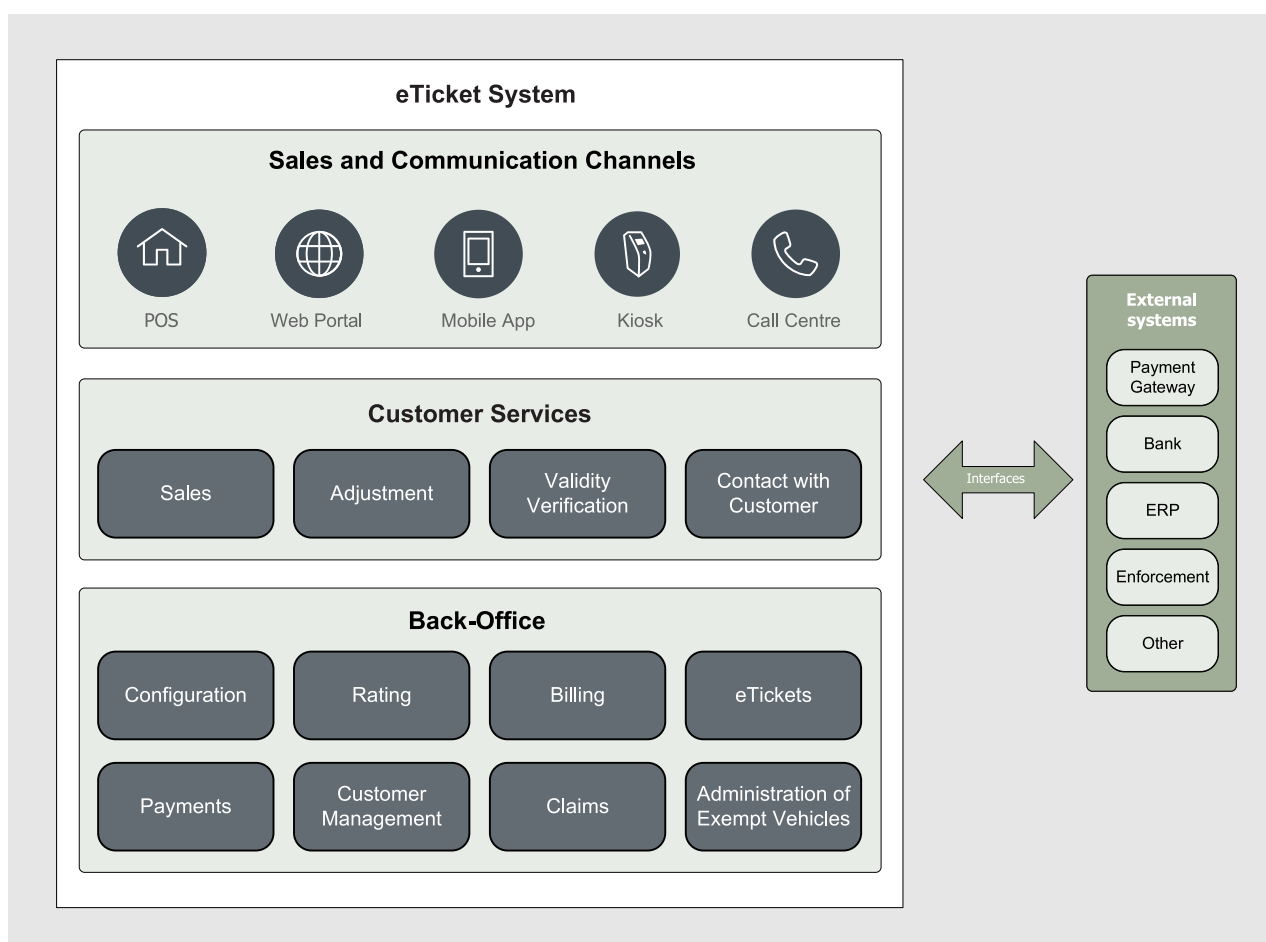 eTicket System
Sales and Communication Channels
POS
Web Portal
Mobile App
Kiosk
Call Centre
Customer Services
Sales
Adjustment
Validity
Verification
Contact with
Customer
Back-Office
Configuration
Rating
Billing
eTickets
Payments
Customer
Management
Claims
Administration of
Exempt Vehicles
Interfaces
External
systems
Payment
Gateway
Bank
ERP
Enforcement
Other